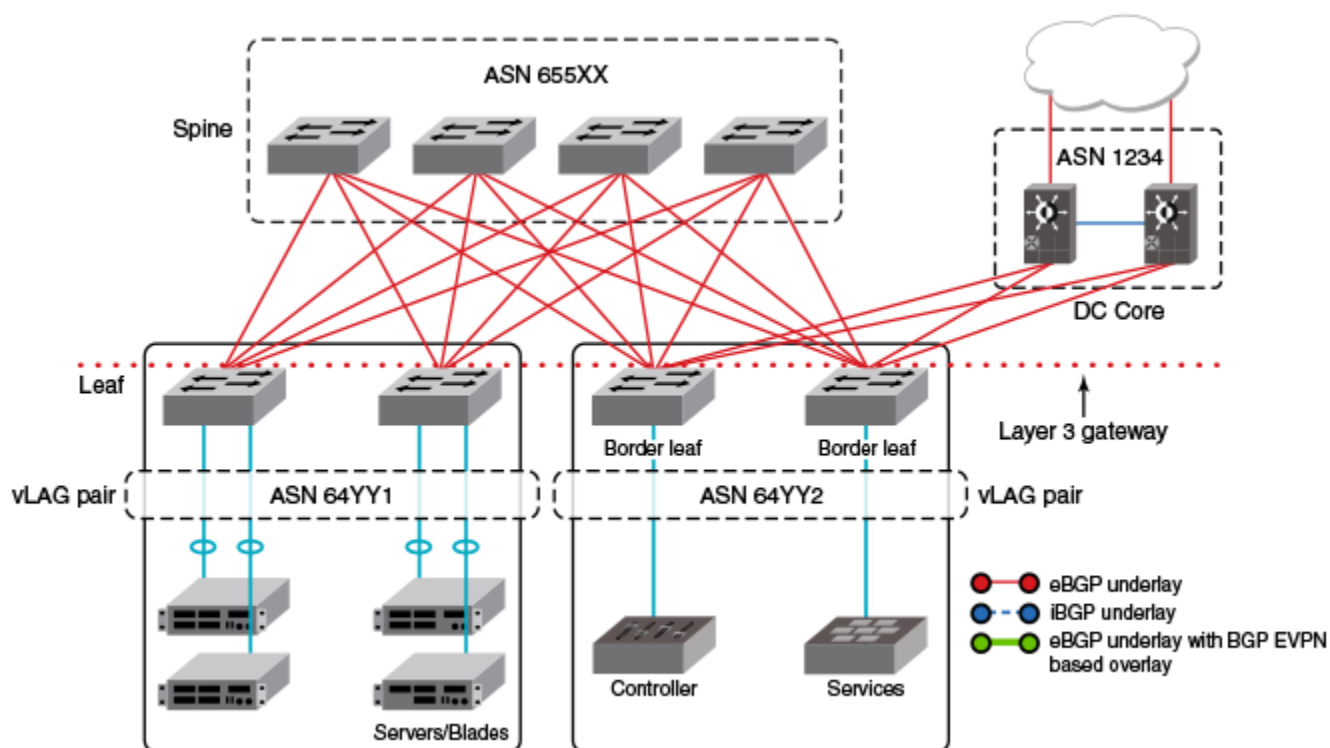 ASN 655XX
Spine
ASN 1234
DC Core
Leaf
Layer 3 gateway
Border leaf
Border leaf
vLAG pair
ASN 64YY1
ASN 64YY2
vLAG pair
eBGP underlay
iBGP underlay
eBGP underlay with BGP EVPN
based overlay
Controller
Services
Servers/Blades